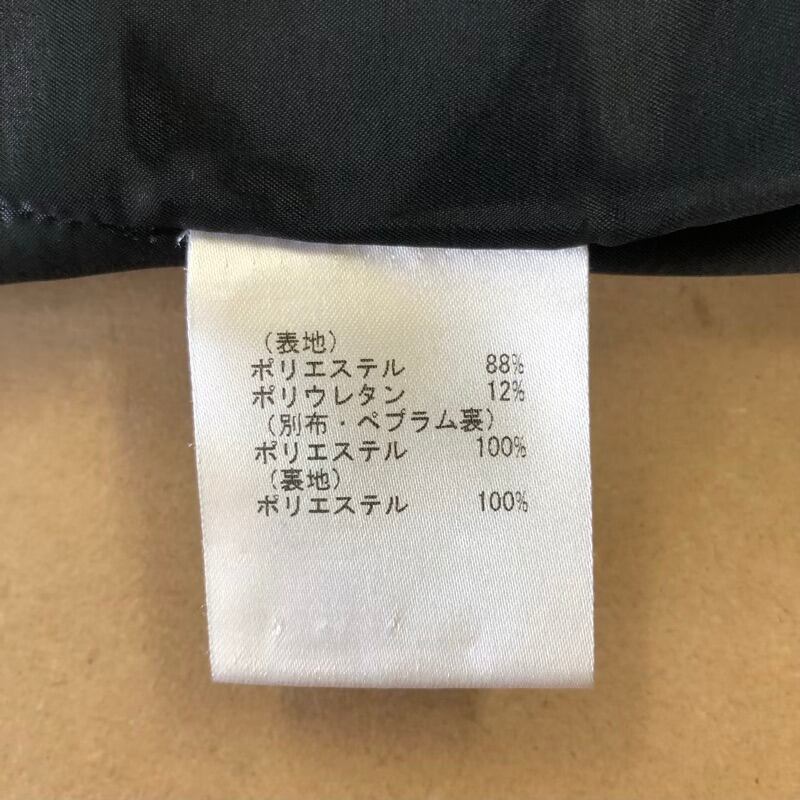 (表地)
ポリエステル 88%
ポリウレタン 12%
(別布・ペプラム裏)
ポリエステル 100%
(裏地)
ポリエステル 100%